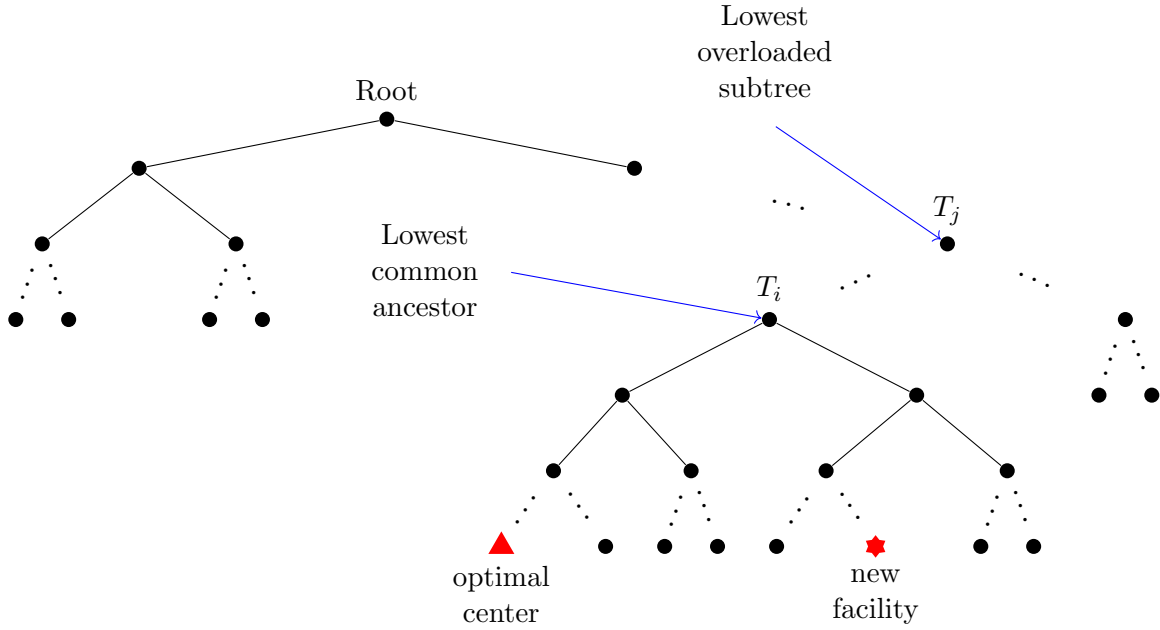 Lowest
overloaded
subtree
Root
T_j
Lowest
common
ancestor
T_i
optimal
center
new
facility